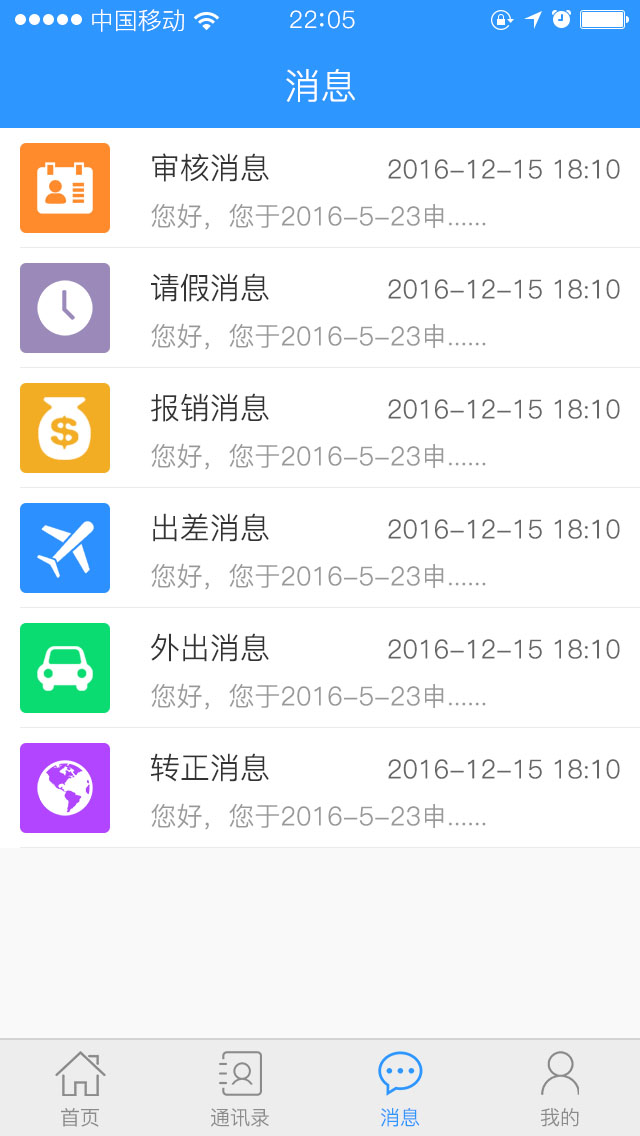 中国移动 22:05
消息
审核消息 2016-12-15 18:10
您好，您于2016-5-23申......
请假消息 2016-12-15 18:10
您好，您于2016-5-23申......
报销消息 2016-12-15 18:10
您好，您于2016-5-23申......
出差消息 2016-12-15 18:10
您好，您于2016-5-23申......
外出消息 2016-12-15 18:10
您好，您于2016-5-23申......
转正消息 2016-12-15 18:10
您好，您于2016-5-23申......
首页 通讯录 消息 我的